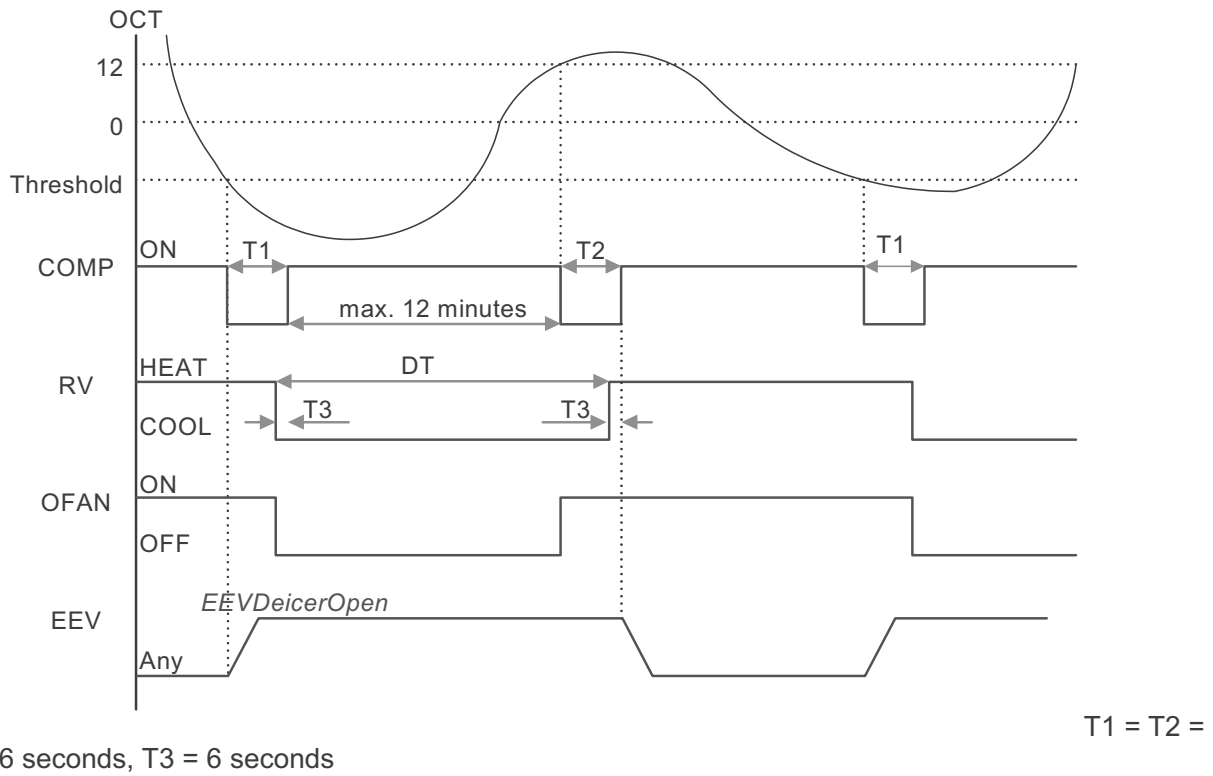 OCT
12
0
Threshold
COMP
ON
T1
T2
T1
max. 12 minutes
RV
HEAT
DT
COOL
T3
T3
OFAN
ON
OFF
EEV
EEVDeicerOpen
Any
T1 = T2 =
6 seconds, T3 = 6 seconds